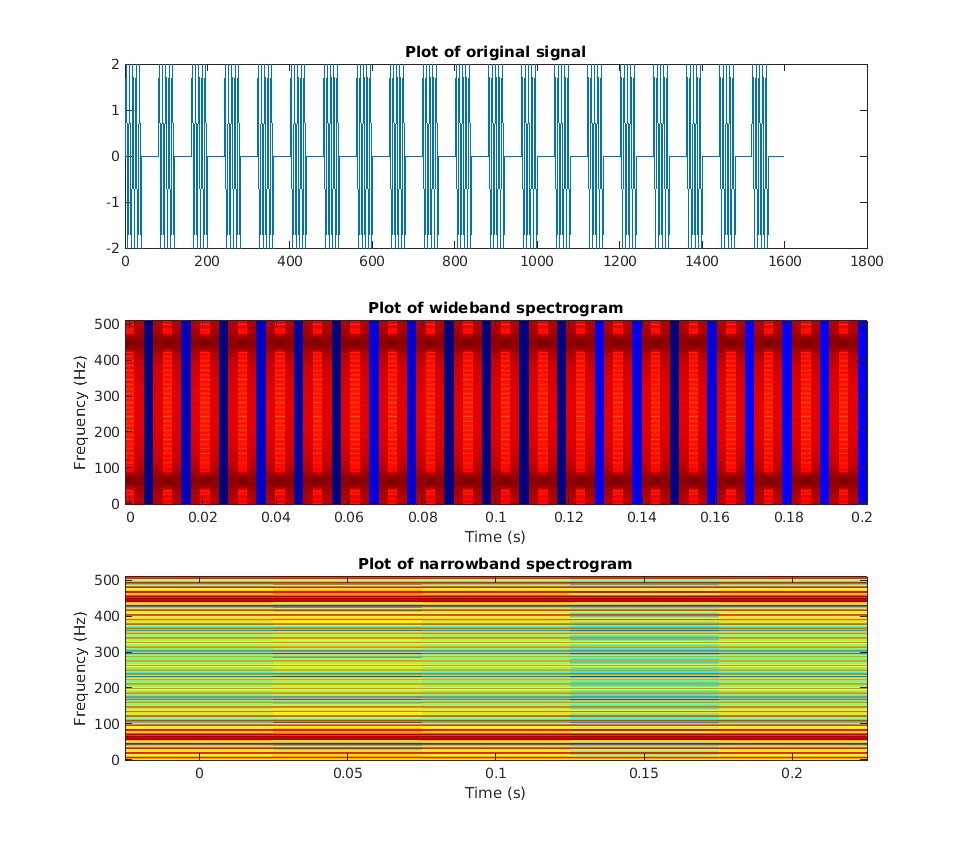 Plot of original signal
2
1
0
-1
-2
0 200 400 600 800 1000 1200 1400 1600 1800
Plot of wideband spectrogram
Frequency (Hz)
500
400
300
200
100
0
0 0.02 0.04 0.06 0.08 0.1 0.12 0.14 0.16 0.18 0.2
Time (s)
Plot of narrowband spectrogram
Frequency (Hz)
500
400
300
200
100
0
0 0.05 0.1 0.15 0.2
Time (s)